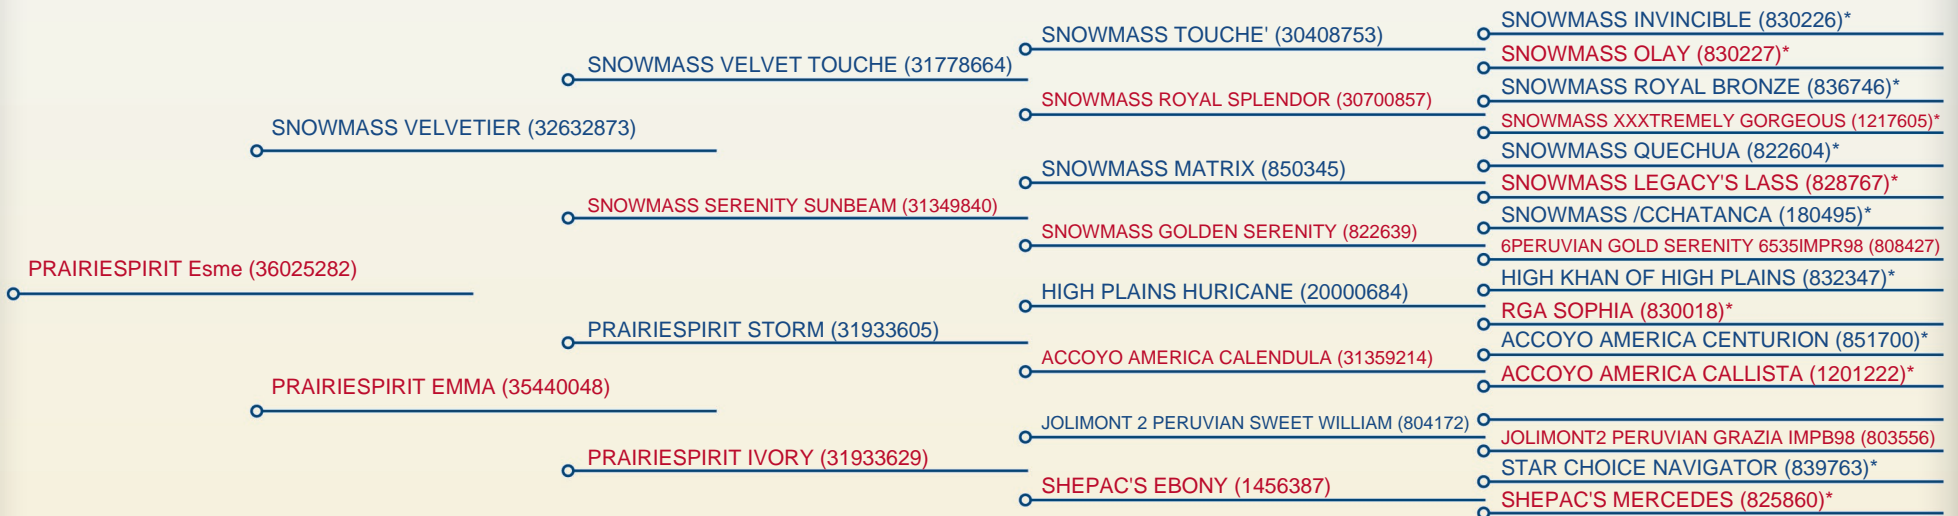 SNOWMASS INVINCIBLE (830226)*
SNOWMASS TOUCHE' (30408753)
SNOWMASS OLAY (830227)*
SNOWMASS VELVET TOUCHE (31778664)
SNOWMASS ROYAL BRONZE (836746)*
SNOWMASS ROYAL SPLENDOR (30700857)
SNOWMASS XXXTREMELY GORGEOUS (1217605)*
SNOWMASS VELVETIER (32632873)
SNOWMASS QUECHUA (822604)*
SNOWMASS MATRIX (850345)
SNOWMASS LEGACY'S LASS (828767)*
SNOWMASS SERENITY SUNBEAM (31349840)
SNOWMASS /CCHATANCA (180495)*
SNOWMASS GOLDEN SERENITY (822639)
6PERUVIAN GOLD SERENITY 6535IMPR98 (808427)
PRAIRIESPIRIT Esme (36025282)
HIGH KHAN OF HIGH PLAINS (832347)*
HIGH PLAINS HURICANE (20000684)
RGA SOPHIA (830018)*
PRAIRIESPIRIT STORM (31933605)
ACCOYO AMERICA CENTURION (851700)*
ACCOYO AMERICA CALENDULA (31359214)
ACCOYO AMERICA CALLISTA (1201222)*
PRAIRIESPIRIT EMMA (35440048)
JOLIMONT 2 PERUVIAN SWEET WILLIAM (804172)
JOLIMONT2 PERUVIAN GRAZIA IMPB98 (803556)
PRAIRIESPIRIT IVORY (31933629)
STAR CHOICE NAVIGATOR (839763)*
SHEPAC'S EBONY (1456387)
SHEPAC'S MERCEDES (825860)*